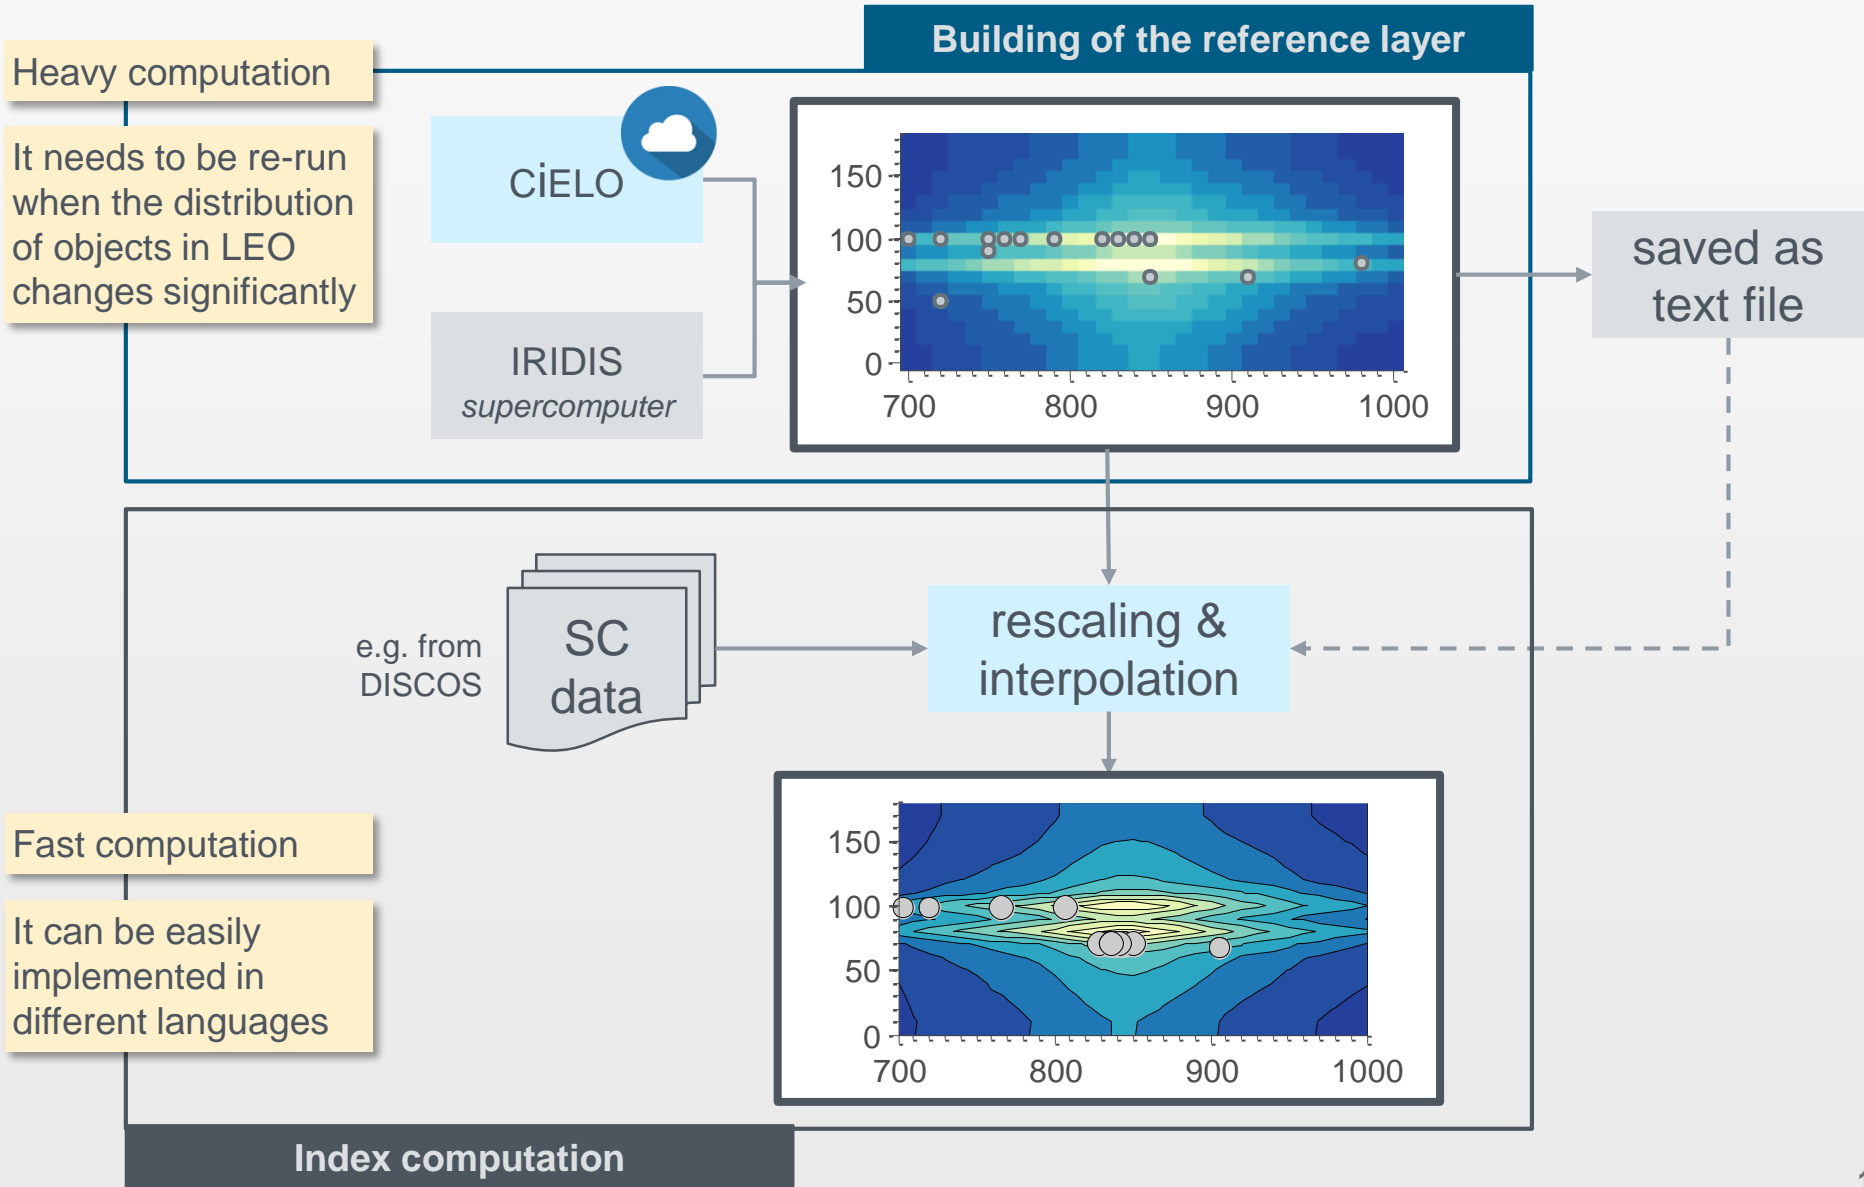 Building of the reference layer
Heavy computation
It needs to be re-run
when the distribution
of objects in LEO
changes significantly
CiELO
IRIDIS
supercomputer
150
100
50
0
700 800 900 1000
saved as
text file
e.g. from
DISCOS
SC
data
rescaling &
interpolation
Fast computation
It can be easily
implemented in
different languages
150
100
50
0
700 800 900 1000
Index computation